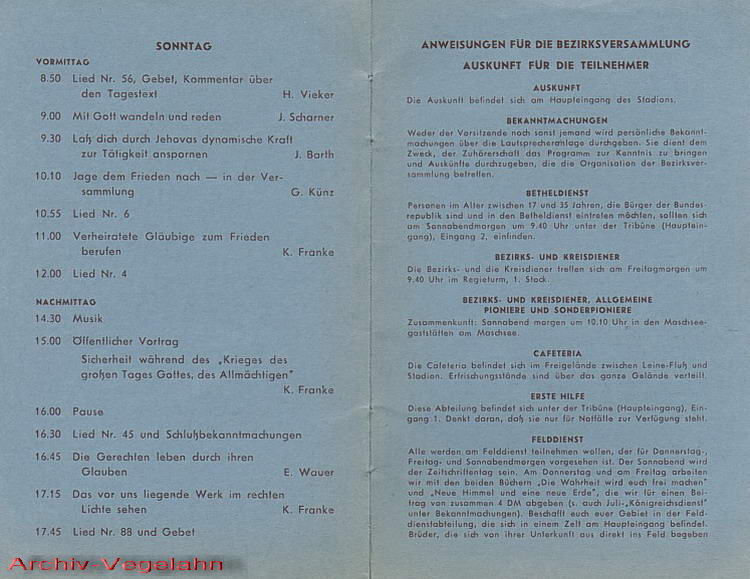 SONNTAG
VORMITTAG
8.50 Lied Nr. 56, Gebet, Kommentar über
den Tagestext H. Vieker
9.00 Mit Gott wandeln und reden J. Scharner
9.30 Laß dich durch Jehovas dynamische Kraft
zur Tätigkeit anspornen J. Barth
10.10 Jage dem Frieden nach — in der Ver-
sammlung G. Künz
10.55 Lied Nr. 6
11.00 Verheiratete Gläubige zum Frieden
berufen K. Franke
12.00 Lied Nr. 4
NACHMITTAG
14.30 Musik
15.00 Öffentlicher Vortrag
Sicherheit während des „Krieges des
großen Tages Gottes, des Allmächtigen"
K. Franke
16.00 Pause
16.30 Lied Nr. 45 und Schlußbekanntmachungen
16.45 Die Gerechten leben durch ihren
Glauben E. Wauer
17.15 Das vor uns liegende Werk im rechten
Lichte sehen K. Franke
17.45 Lied Nr. 88 und Gebet
Archiv Vogelahn
ANWEISUNGEN FÜR DIE BEZIRKSVERSAMMLUNG
AUSKUNFT FÜR DIE TEILNEHMER
AUSKUNFT
Die Auskunft befindet sich am Haupteingang des Stadions.
BEKANNTMACHUNGEN
Weder der Vorsitzende noch sonst jemand wird persönliche Bekannt-
machungen über die Lautsprecheranlage durchgeben. Sie dient dem
Zweck, der Zuhörerschaft das Programm zur Kenntnis zu bringen
und Auskünfte durchzugeben, die die Organisation der Bezirksver-
sammlung betreffen.
BETHELDIENST
Personen im Alter zwischen 17 und 35 Jahren, die Bürger der Bundes-
republik sind und in den Betheldienst eintreten möchten, sollten sich
am Sonnabendmorgen um 9.40 Uhr unter der Tribüne (Hauptein-
gang), Eingang 2, einfinden.
BEZIRKS- UND KREISDIENER
Die Bezirks- und die Kreisdiener treffen sich am Freitagmorgen um
9.40 Uhr im Regieturm, 1. Stock.
BEZIRKS- UND KREISDIENER, ALLGEMEINE
PIONIERE UND SONDERPIONIERE
Zusammenkunft: Sonnabend morgen um 10.10 Uhr in den Maschsee-
gaststätten am Maschsee.
CAFETERIA
Die Cafeteria befindet sich im Freigelände zwischen Leine-Fluß und
Stadion. Erfrischungsstände sind über das ganze Gelände verteilt.
ERSTE HILFE
Diese Abteilung befindet sich unter der Tribüne (Haupteingang), Ein-
gang 1. Denkt daran, daß sie nur für Notfälle zur Verfügung steht.
FELDDIENST
Alle werden am Felddienst teilnehmen wollen, der für Donnerstag-,
Freitag- und Sonnabendmorgen vorgesehen ist. Der Sonnabend wird
der Zeitschriftentag sein. Am Donnerstag und am Freitag arbeiten
wir mit den beiden Büchern „Die Wahrheit wird euch frei machen"
und „Neue Himmel und eine neue Erde", die wir für einen Bei-
trag von zusammen 4 DM abgeben (s. auch Juli-„Königreichsdienst"
unter Bekanntmachungen). Beschafft euch euer Gebiet in der Feld-
dienstabteilung, die sich in einem Zelt am Haupteingang befindet.
Brüder, die sich von ihrer Unterkunft aus direkt ins Feld begeben